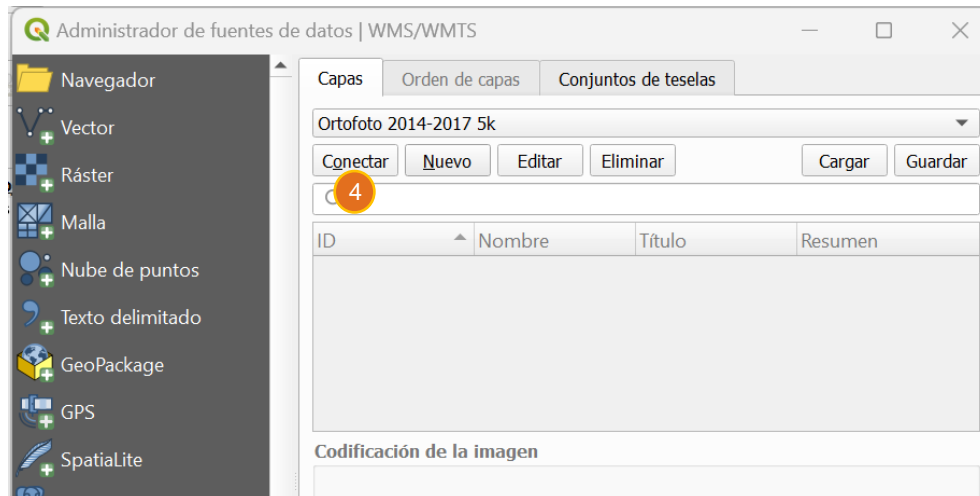 Administrador de fuentes de datos | WMS/WMTS
Navegador
Vector
Ráster
Malla
Nube de puntos
Texto delimitado
GeoPackage
GPS
SpatiaLite
Capas Orden de capas Conjuntos de teselas
Ortofoto 2014-2017 5k
Conectar Nuevo Editar Eliminar Cargar Guardar
4
ID Nombre Título Resumen
Codificación de la imagen